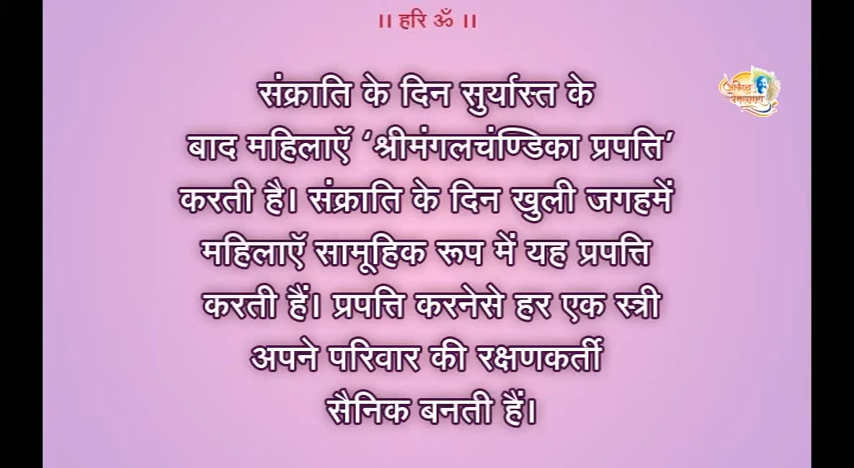 ।। हरि ॐ ।।
संक्राति के दिन सुर्यास्त के
बाद महिलाएँ ‘श्रीमंगलचंण्डिका प्रपत्ति’
करती है। संक्राति के दिन खुली जगहमें
महिलाएँ सामूहिक रूप में यह प्रपत्ति
करती हैं। प्रपत्ति करनेसे हर एक स्त्री
अपने परिवार की रक्षणकर्ती
सैनिक बनती हैं।